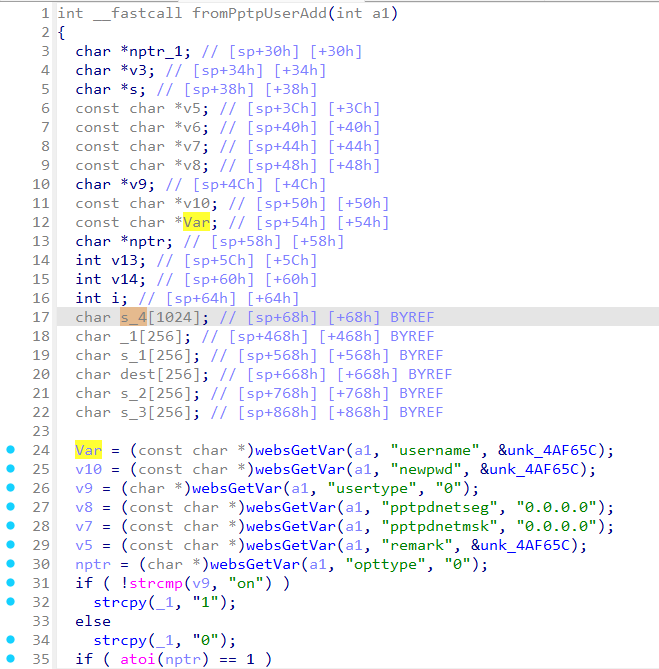 1 int __fastcall fromPptpUserAdd(int a1)
2 {
3 char *nptr_1; // [sp+30h] [+30h]
4 char *v3; // [sp+34h] [+34h]
5 char *s; // [sp+38h] [+38h]
6 const char *v5; // [sp+3Ch] [+3Ch]
7 const char *v6; // [sp+40h] [+40h]
8 const char *v7; // [sp+44h] [+44h]
9 const char *v8; // [sp+48h] [+48h]
10 char *v9; // [sp+4Ch] [+4Ch]
11 const char *v10; // [sp+50h] [+50h]
12 const char *Var; // [sp+54h] [+54h]
13 char *nptr; // [sp+58h] [+58h]
14 int v13; // [sp+5Ch] [+5Ch]
15 int v14; // [sp+60h] [+60h]
16 int i; // [sp+64h] [+64h]
17 char s_4[1024]; // [sp+68h] [+68h] BYREF
18 char _1[256]; // [sp+468h] [+468h] BYREF
19 char s_1[256]; // [sp+568h] [+568h] BYREF
20 char dest[256]; // [sp+668h] [+668h] BYREF
21 char s_2[256]; // [sp+768h] [+768h] BYREF
22 char s_3[256]; // [sp+868h] [+868h] BYREF
23
24 Var = (const char *)websGetVar(a1, "username", &unk_4AF65C);
25 v10 = (const char *)websGetVar(a1, "newpwd", &unk_4AF65C);
26 v9 = (char *)websGetVar(a1, "usertype", "0");
27 v8 = (const char *)websGetVar(a1, "pptpdnetseg", "0.0.0.0");
28 v7 = (const char *)websGetVar(a1, "pptpdnetmsk", "0.0.0.0");
29 v5 = (const char *)websGetVar(a1, "remark", &unk_4AF65C);
30 nptr = (char *)websGetVar(a1, "opttype", "0");
31 if ( !strcmp(v9, "on") )
32 strcpy(_1, "1");
33 else
34 strcpy(_1, "0");
35 if ( atoi(nptr) == 1 )